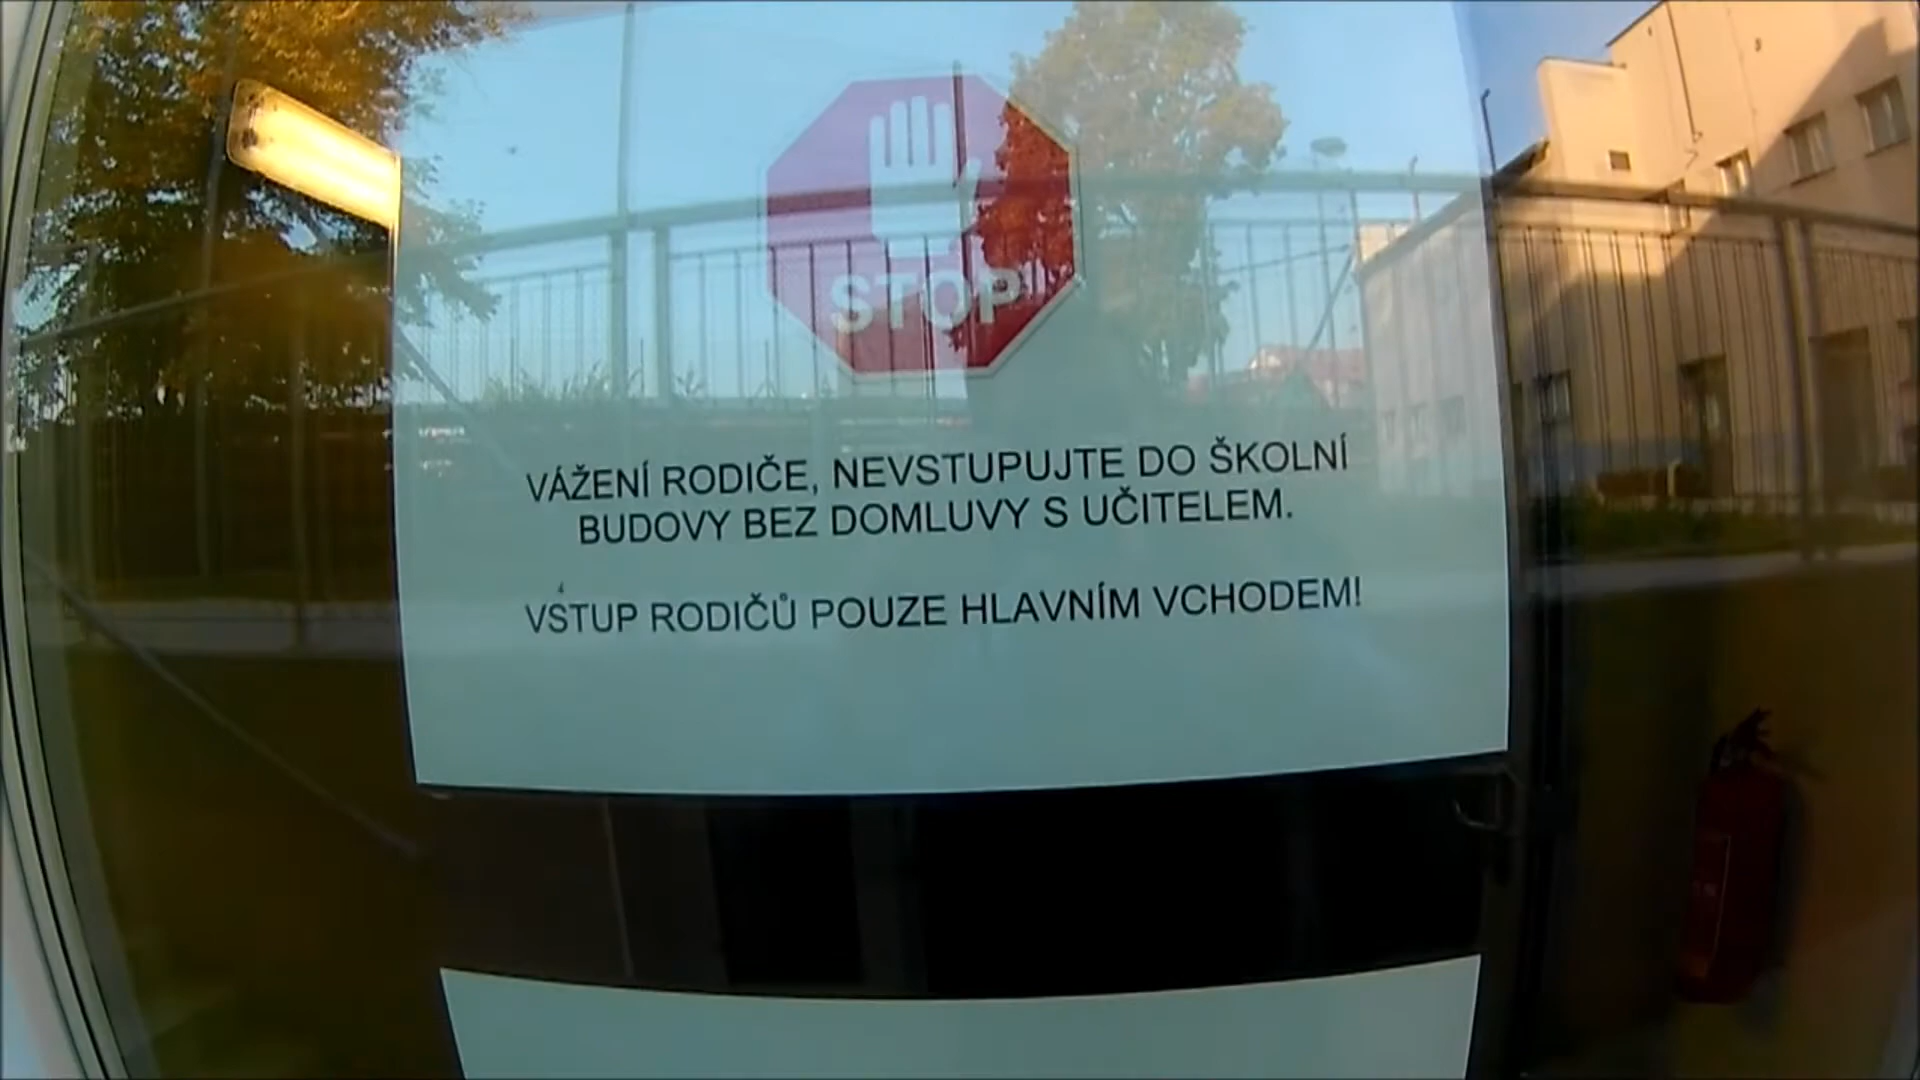 STOP
VÁŽENÍ RODIČE, NEVSTUPUJTE DO ŠKOLNÍ
BUDOVY BEZ DOMLUVY S UČITELEM.
VSTUP RODIČŮ POUZE HLAVNÍM VCHODEM!